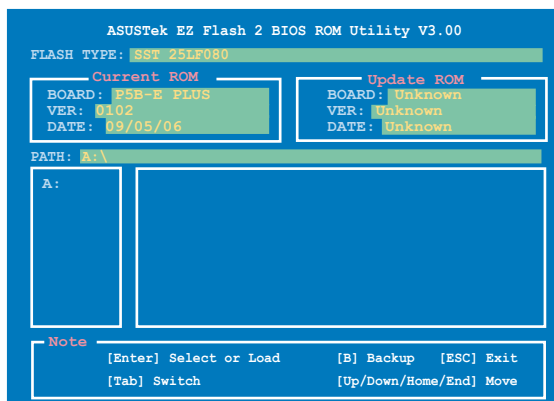 ASUSTek EZ Flash 2 BIOS ROM Utility V3.00
FLASH TYPE: SST 25LF080
Current ROM
BOARD: P5B-E PLUS
VER: 0102
DATE: 09/05/06
Update ROM
BOARD: Unknown
VER: Unknown
DATE: Unknown
PATH: A:\
A:
Note
[Enter] Select or Load [B] Backup [ESC] Exit
[Tab] Switch [Up/Down/Home/End] Move